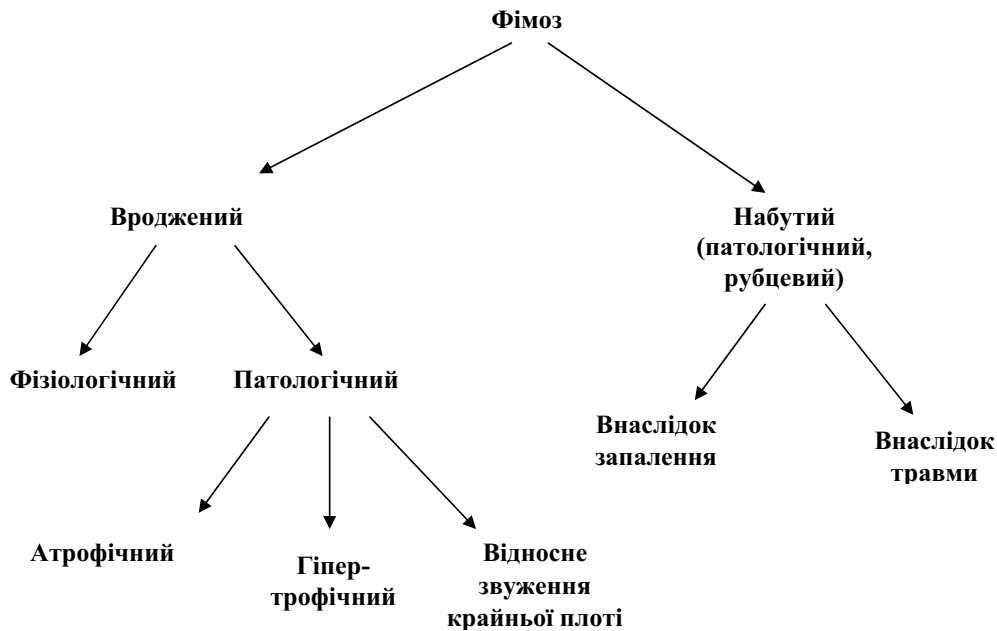 Фімоз
Вроджений
Набутий
(патологічний,
рубцевий)
Фізіологічний
Патологічний
Внаслідок
запалення
Внаслідок
травми
Атрофічний
Гіпер-
трофічний
Відносне
звуження
крайньої плоті